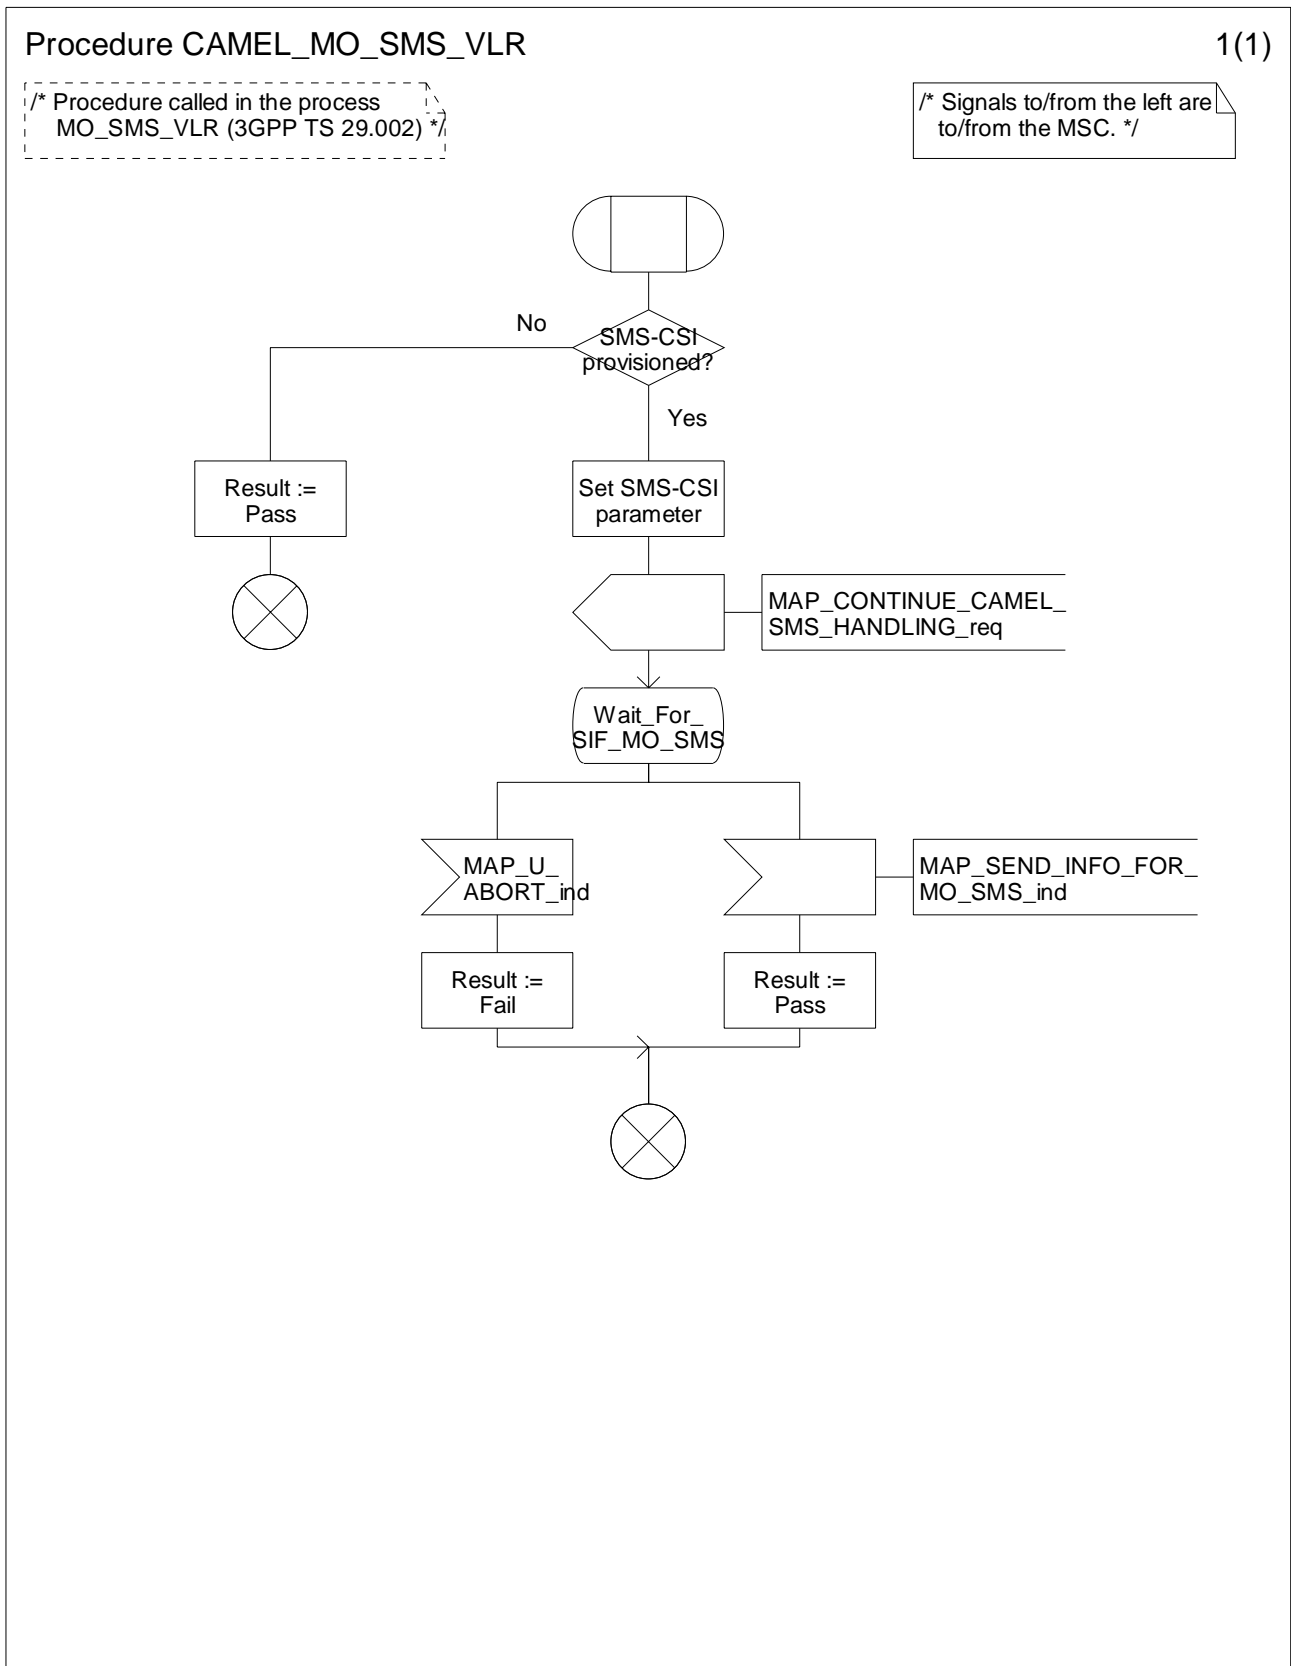 Procedure CAMEL_MO_SMS_VLR
1(1)
/* Procedure called in the process
MO_SMS_VLR (3GPP TS 29.002) */
/* Signals to/from the left are
to/from the MSC. */
No
SMS-CSI
provisioned?
Yes
Result :=
Pass
Set SMS-CSI
parameter
MAP_CONTINUE_CAMEL_
SMS_HANDLING_req
Wait_For_
SIF_MO_SMS
MAP_U_
ABORT_ind
MAP_SEND_INFO_FOR_
MO_SMS_ind
Result :=
Fail
Result :=
Pass